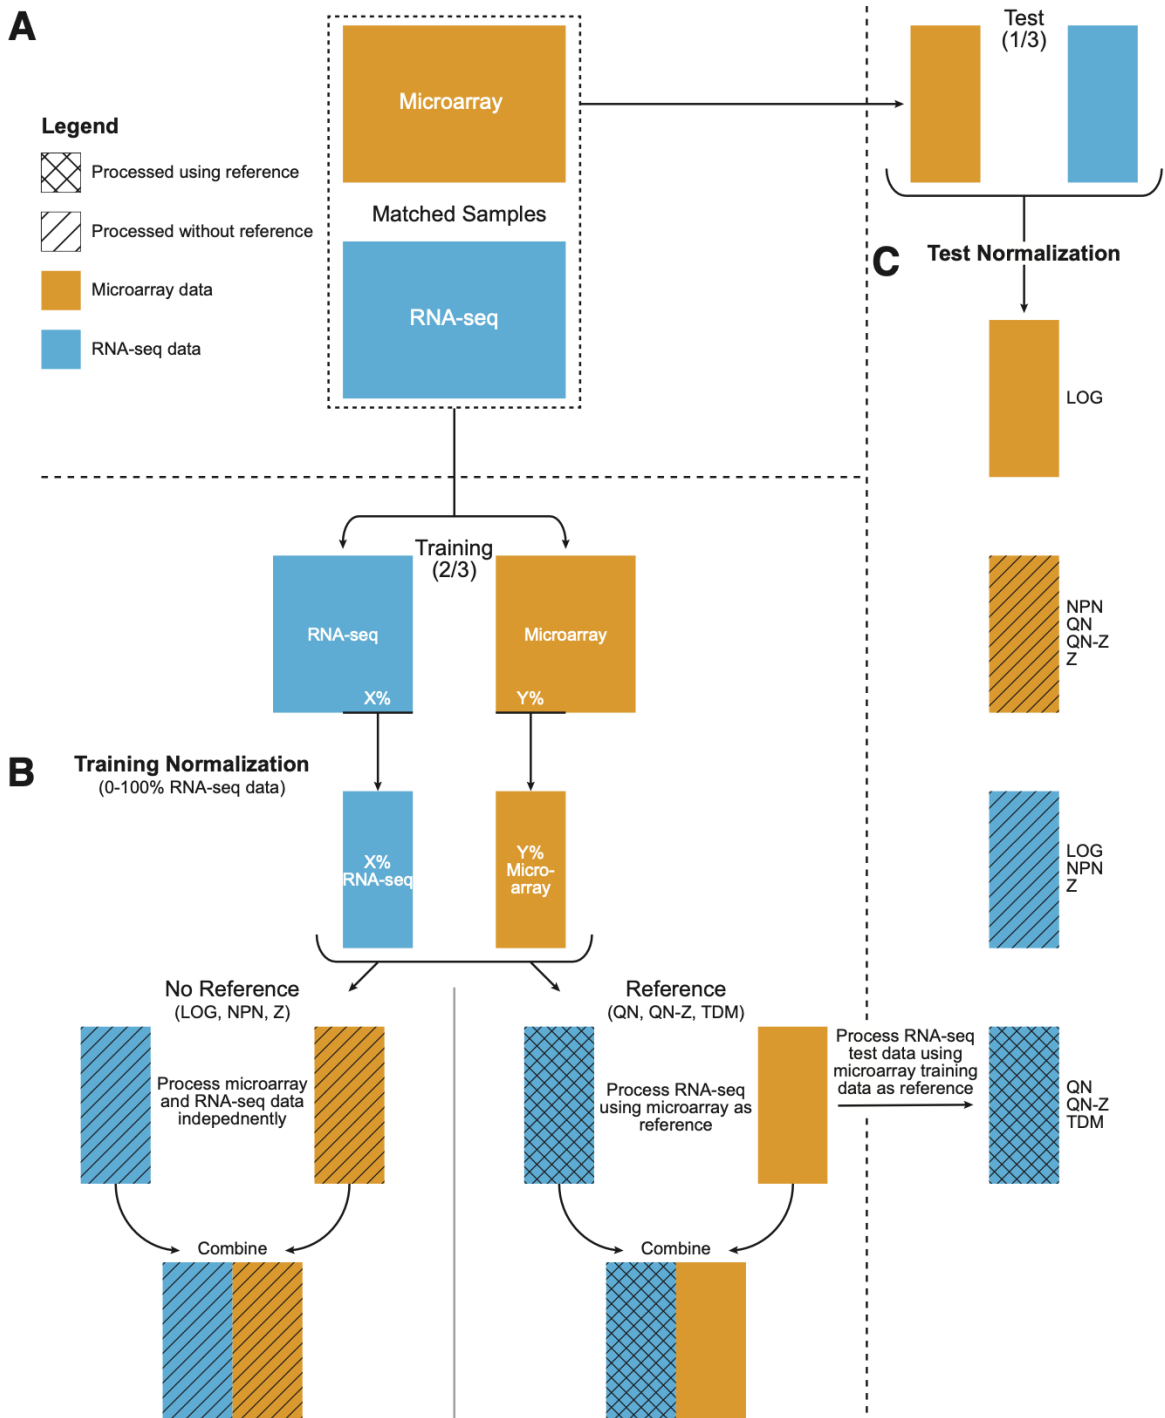 A
Microarray
Matched Samples
RNA-seq
Legend
Processed using reference
Processed without reference
Microarray data
RNA-seq data
Test
(1/3)
C
Test Normalization
LOG
NPN
QN
QN-Z
Z
LOG
NPN
Z
QN
QN-Z
TDM
Training
(2/3)
RNA-seq
X%
Microarray
Y%
B
Training Normalization
(0-100% RNA-seq data)
X%
RNA-seq
Y%
Micro-
array
No Reference
(LOG, NPN, Z)
Process microarray
and RNA-seq data
indepednently
Combine
Reference
(QN, QN-Z, TDM)
Process RNA-seq
using microarray as
reference
Combine
Process RNA-seq
test data using
microarray training
data as reference